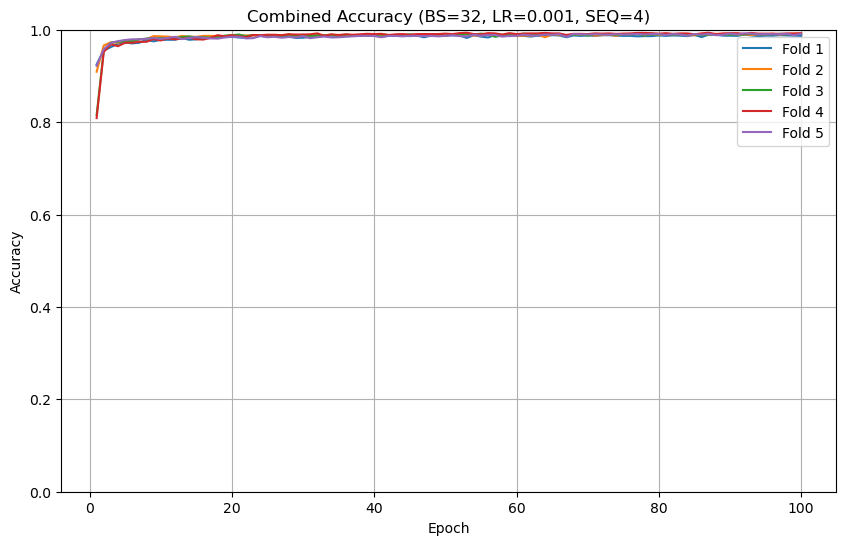 Combined Accuracy (BS=32, LR=0.001, SEQ=4)
1.0
0.8
0.6
0.4
0.2
0.0
Accuracy
Fold 1
Fold 2
Fold 3
Fold 4
Fold 5
0 20 40 60 80 100
Epoch